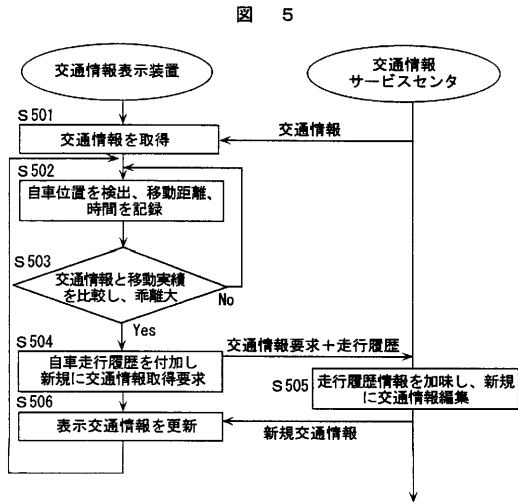 図 5
交通情報表示装置
交通情報
サービスセンタ
S501
交通情報を取得
交通情報
S502
自車位置を検出、移動距離、
時間を記録
S503
交通情報と移動実績
を比較し、乖離大
No
Yes
S504
自車走行履歴を付加し
新規に交通情報取得要求
交通情報要求+走行履歴
S505
走行履歴情報を加味し、新規
に交通情報編集
S506
表示交通情報を更新
新規交通情報